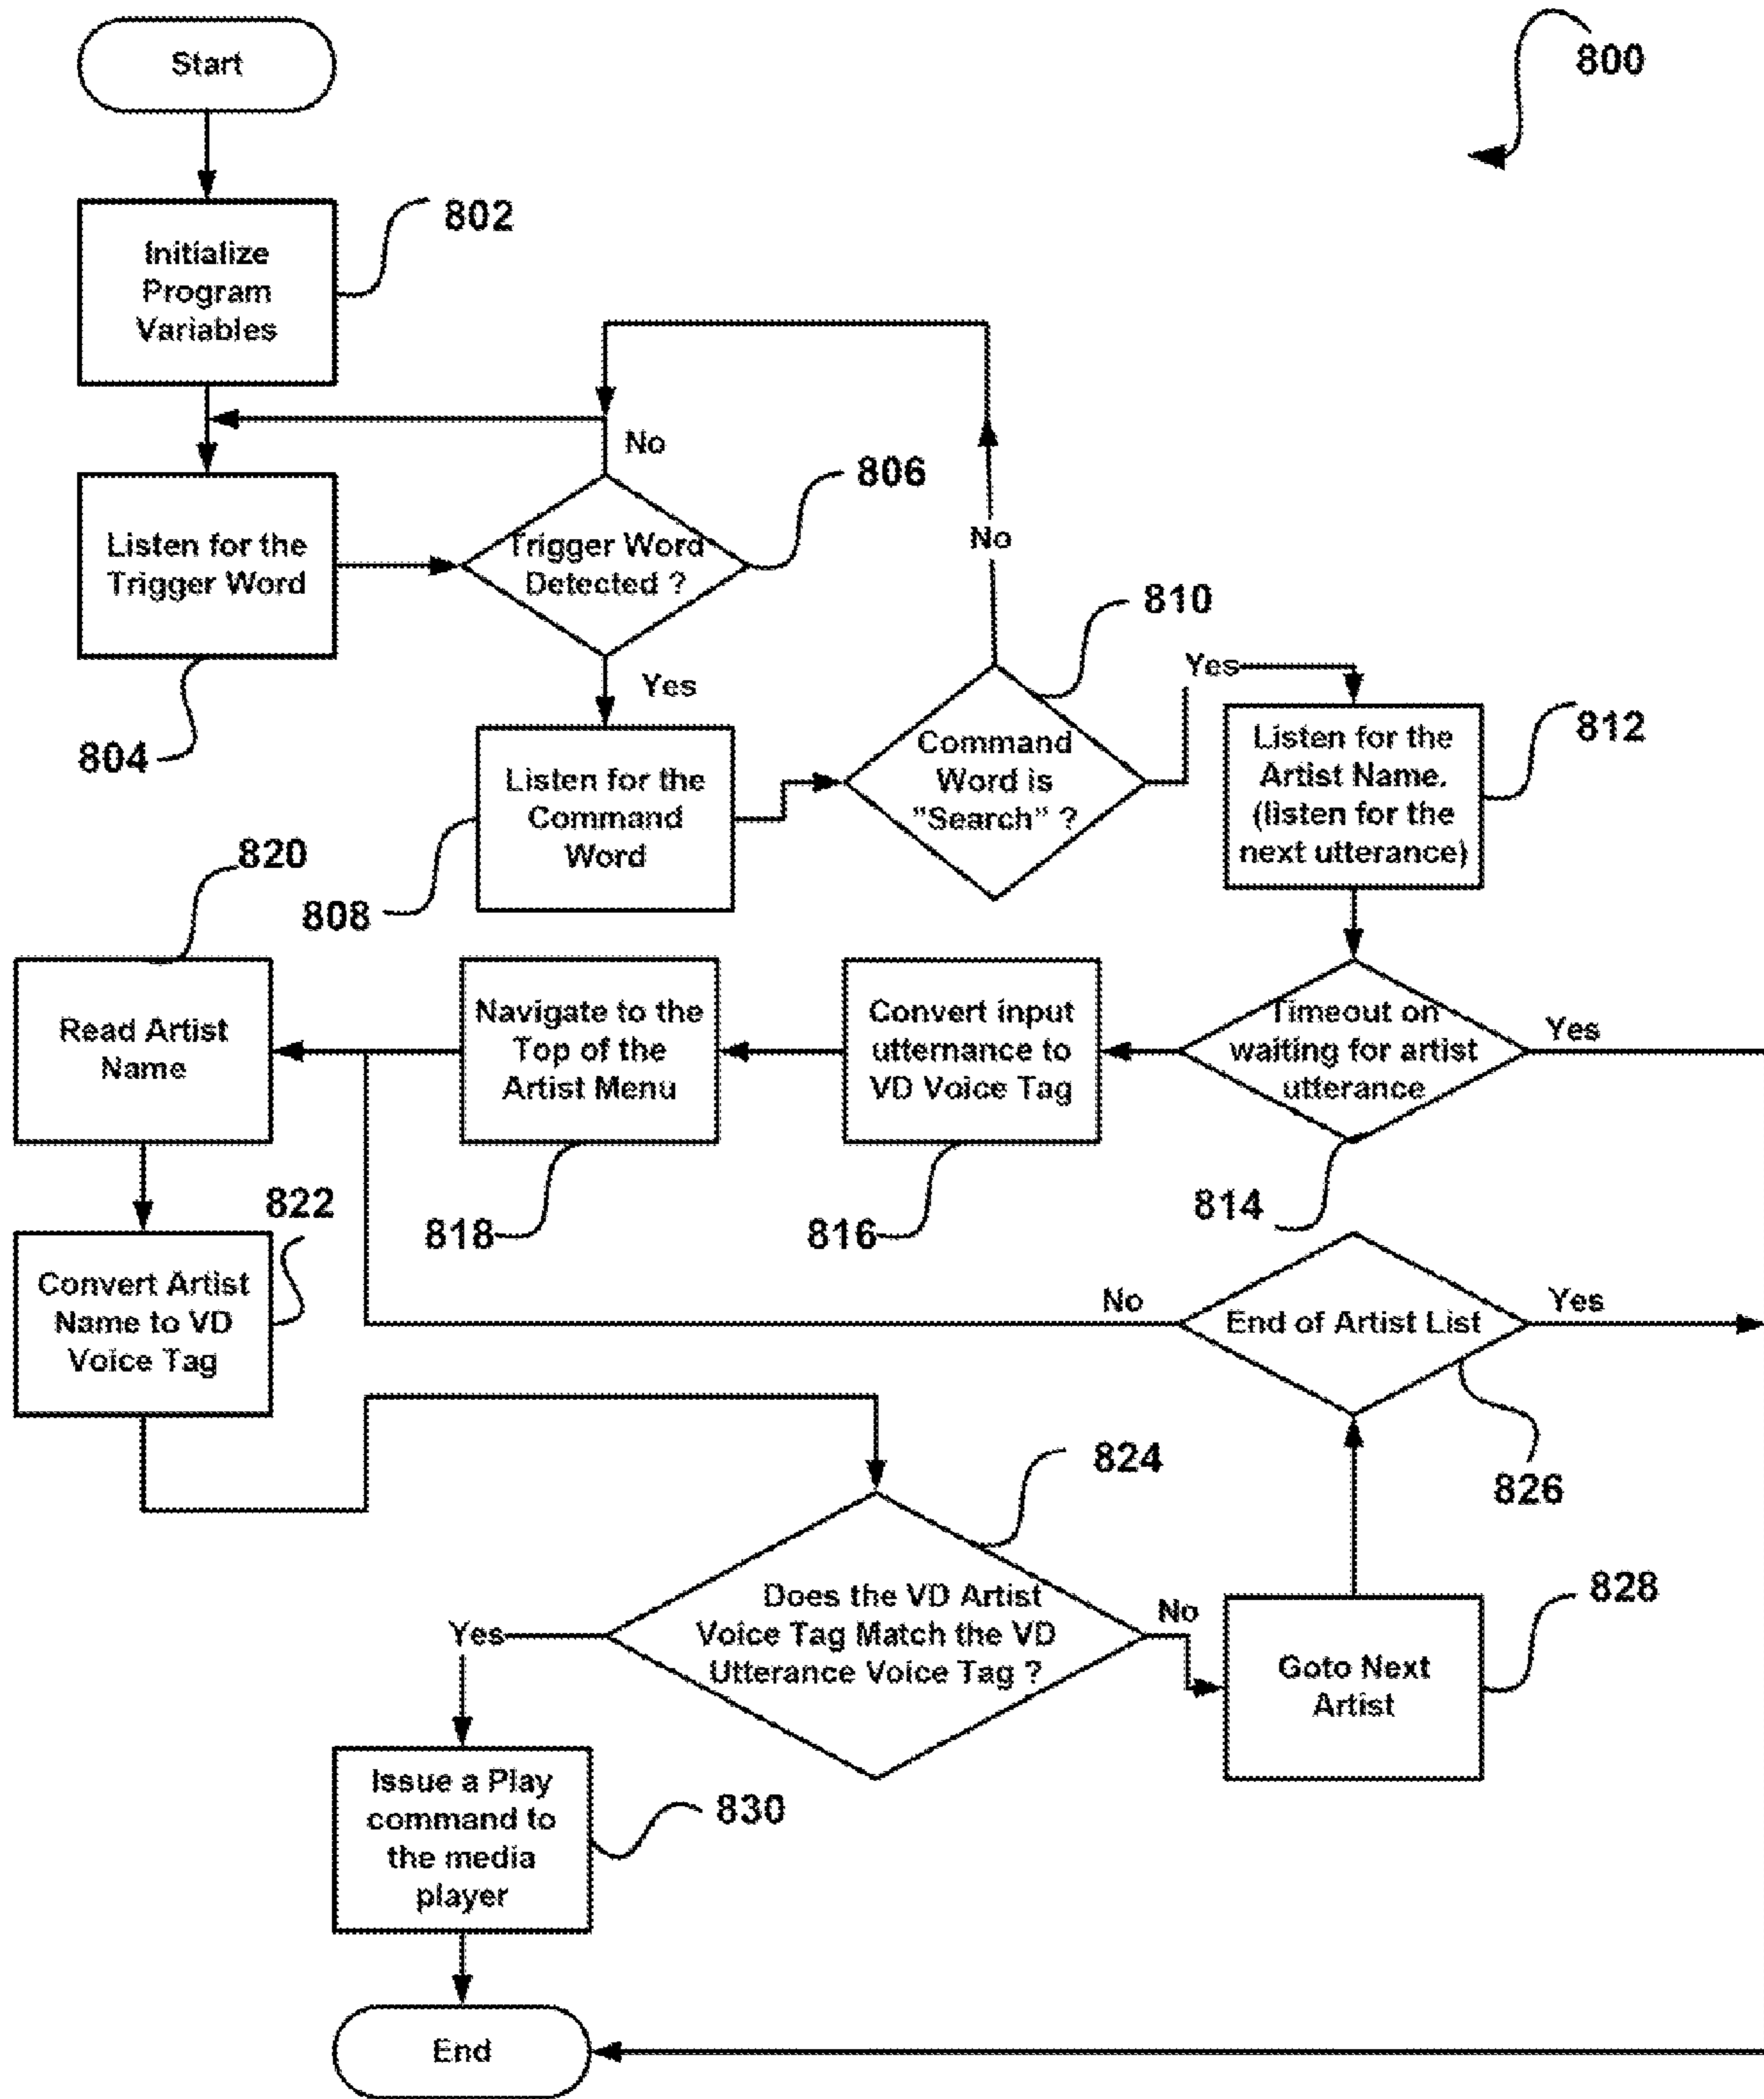 Start
800
802
Initialize
Program
Variables
No
806
Listen for the
Trigger Word
Trigger Word
Detected ?
No
804
Yes
810
Yes
Listen for the
Command
Word
808
Command
Word is
"Search" ?
Listen for the
Artist Name.
(listen for the
next utterance)
812
820
Read Artist
Name
Navigate to the
Top of the
Artist Menu
Convert input
utternance to
VD Voice Tag
Timeout on
waiting for artist
utterance
Yes
822
818
816
814
Convert Artist
Name to VD
Voice Tag
No
End of Artist List
Yes
824
826
Does the VD Artist
Voice Tag Match the VD
Utterance Voice Tag ?
Yes
No
828
Goto Next
Artist
Issue a Play
command to
the media
player
830
End